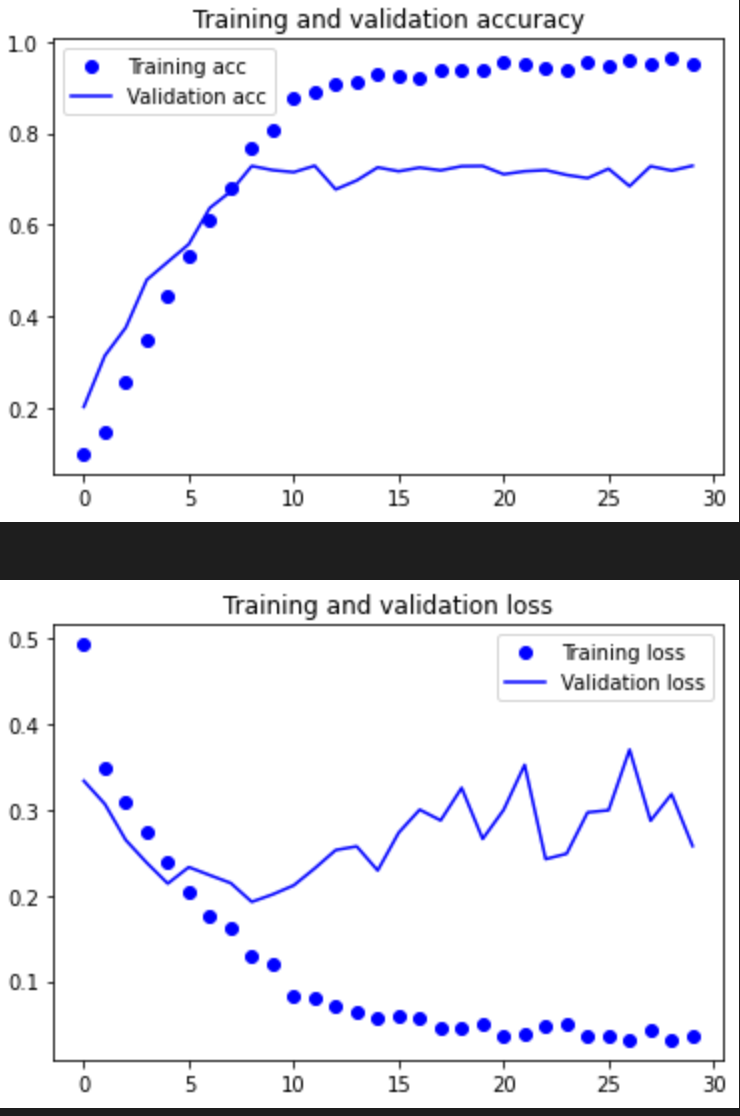 Training and validation accuracy
1.0
0.8
0.6
0.4
0.2
Training acc
Validation acc
0 5 10 15 20 25 30
Training and validation loss
0.5
0.4
0.3
0.2
0.1
Training loss
Validation loss
0 5 10 15 20 25 30